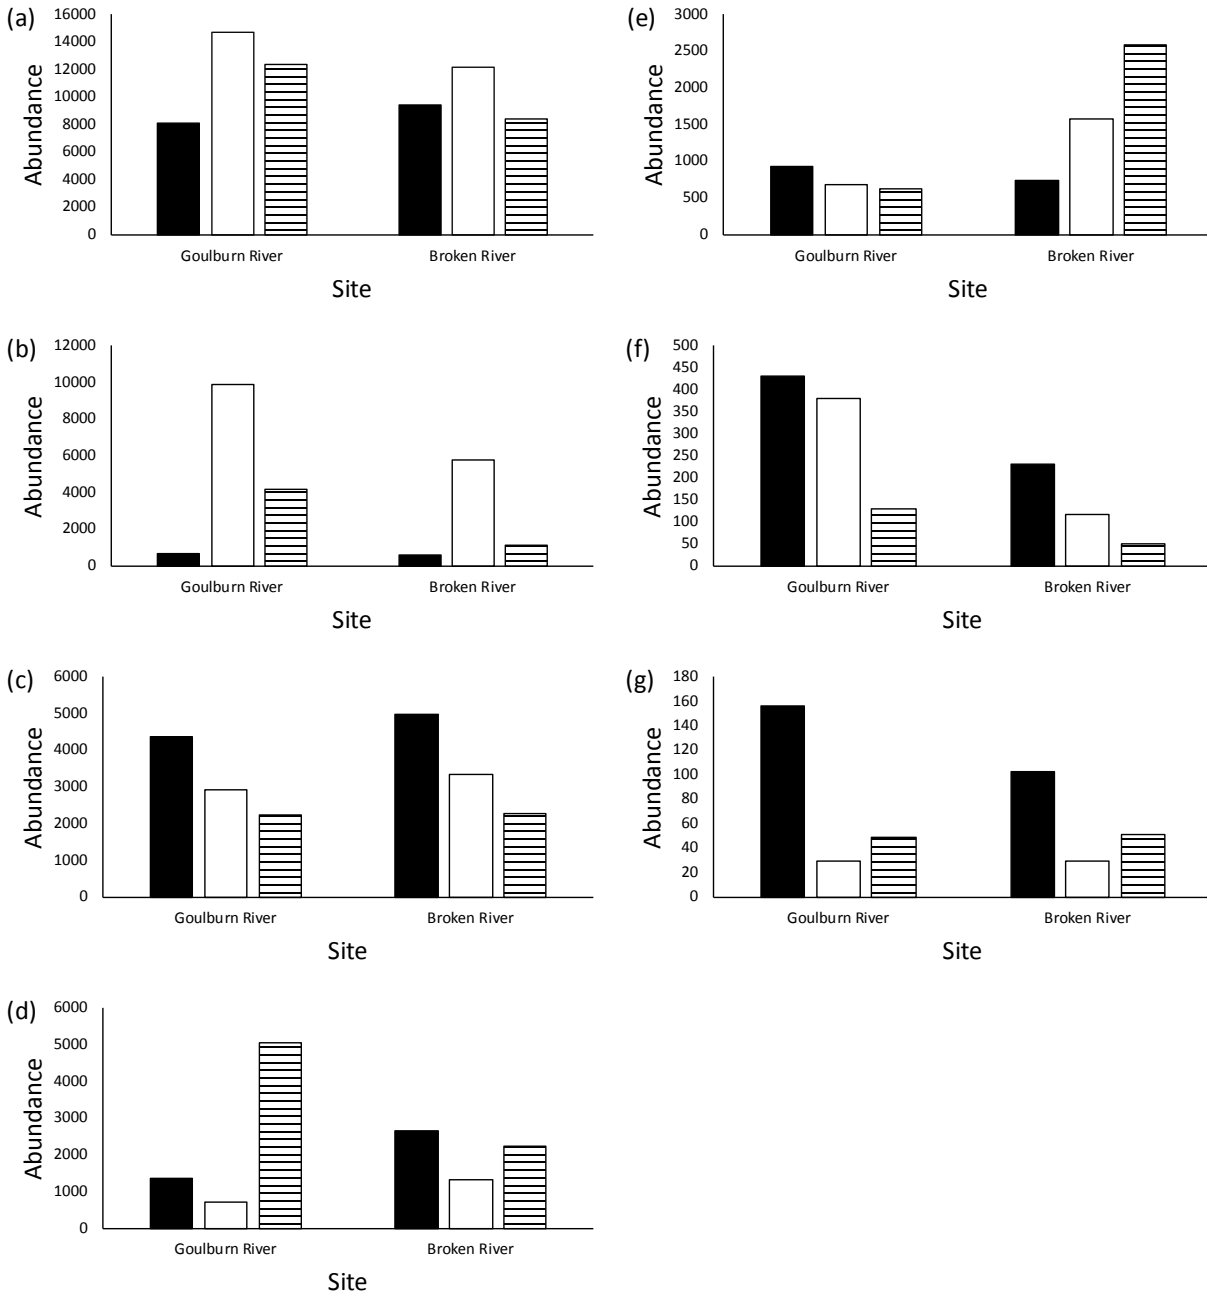 (a)
Abundance
16000
14000
12000
10000
8000
6000
4000
2000
0
Goulburn River Broken River
Site
(b)
Abundance
12000
10000
8000
6000
4000
2000
0
Goulburn River Broken River
Site
(c)
Abundance
6000
5000
4000
3000
2000
1000
0
Goulburn River Broken River
Site
(d)
Abundance
6000
5000
4000
3000
2000
1000
0
Goulburn River Broken River
Site
(e)
Abundance
3000
2500
2000
1500
1000
500
0
Goulburn River Broken River
Site
(f)
Abundance
500
450
400
350
300
250
200
150
100
50
0
Goulburn River Broken River
Site
(g)
Abundance
180
160
140
120
100
80
60
40
20
0
Goulburn River Broken River
Site